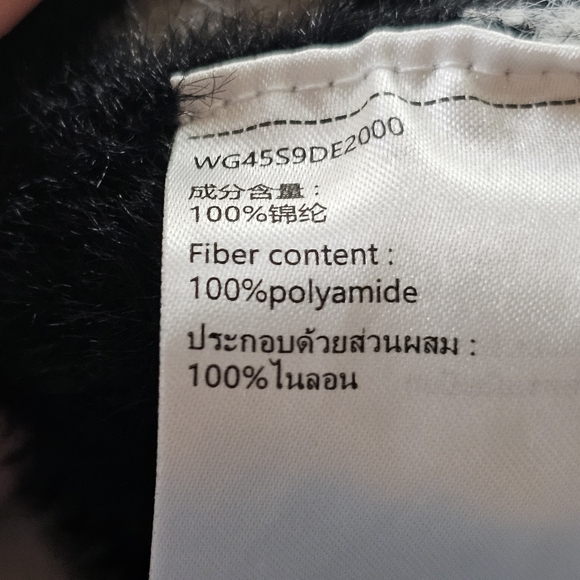 WG45S9DE2000
成分含量：
100%锦纶
Fiber content :
100%polyamide
ประกอบด้วยส่วนผสม :
100%ไนลอน